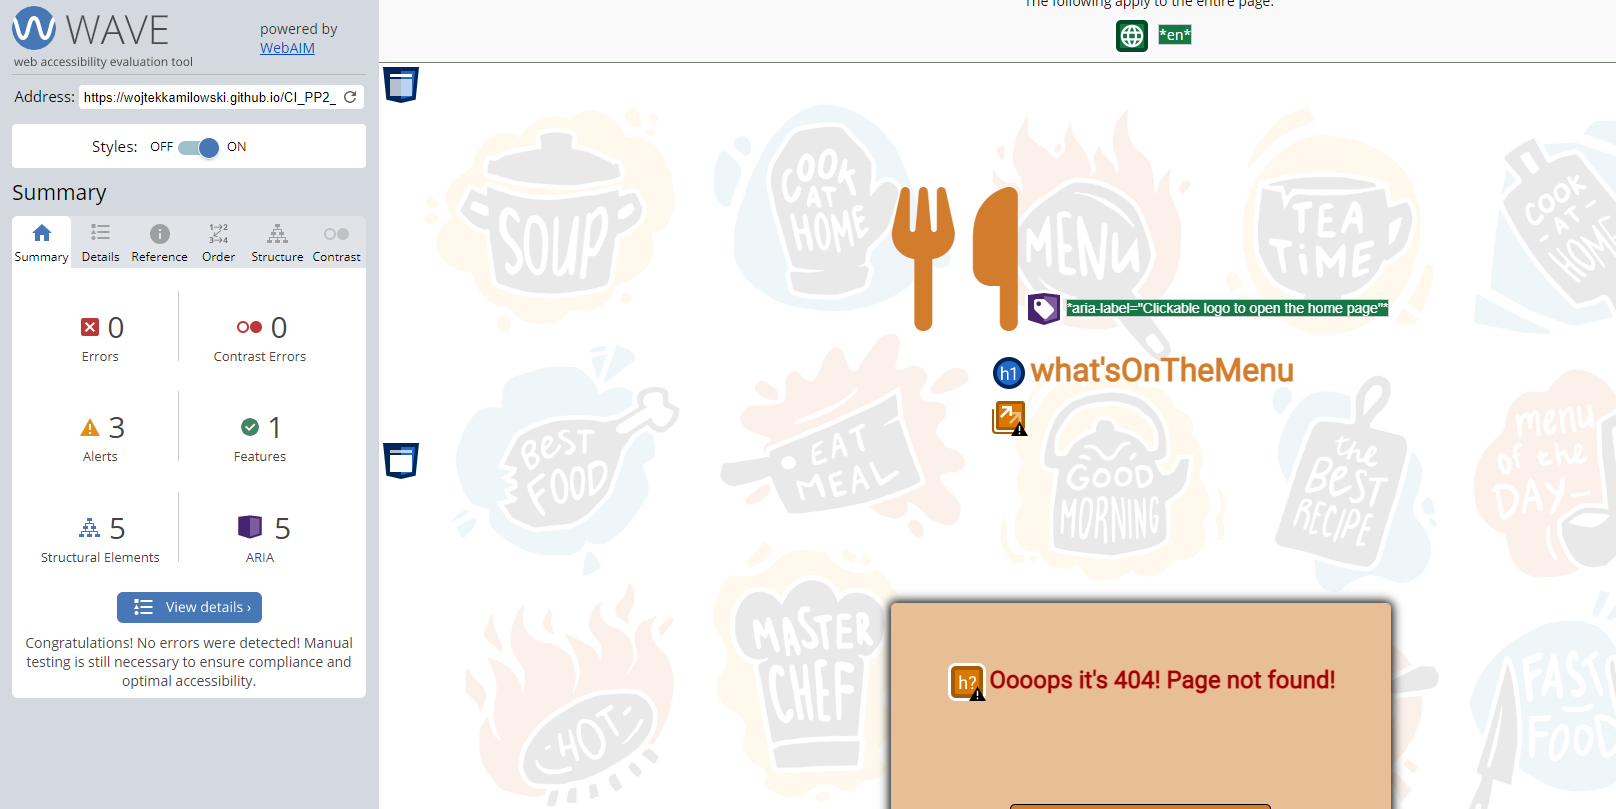 WAVE
powered by
WebAIM
web accessibility evaluation tool
Address: https://wojtekkamilowski.github.io/CI_PP2_
Styles: OFF ON
Summary
Summary Details Reference Order Structure Contrast
0
Errors
0
Contrast Errors
3
Alerts
1
Features
5
Structural Elements
5
ARIA
View details ›
Congratulations! No errors were detected! Manual
testing is still necessary to ensure compliance and
optimal accessibility.
The following apply to the entire page:
*en*
SOUP
COOK
AT
HOME
MENU
TEA
TIME
COOK
-AT-
HOME
*aria-label="Clickable logo to open the home page"*
h1 what'sOnTheMenu
BEST
FOOD
EAT
MEAL
GOOD
MORNING
the
BEST
RECIPE
menu
of the
DAY
HOT
MASTER
CHEF
FAST
FOOD
h? Oooops it's 404! Page not found!